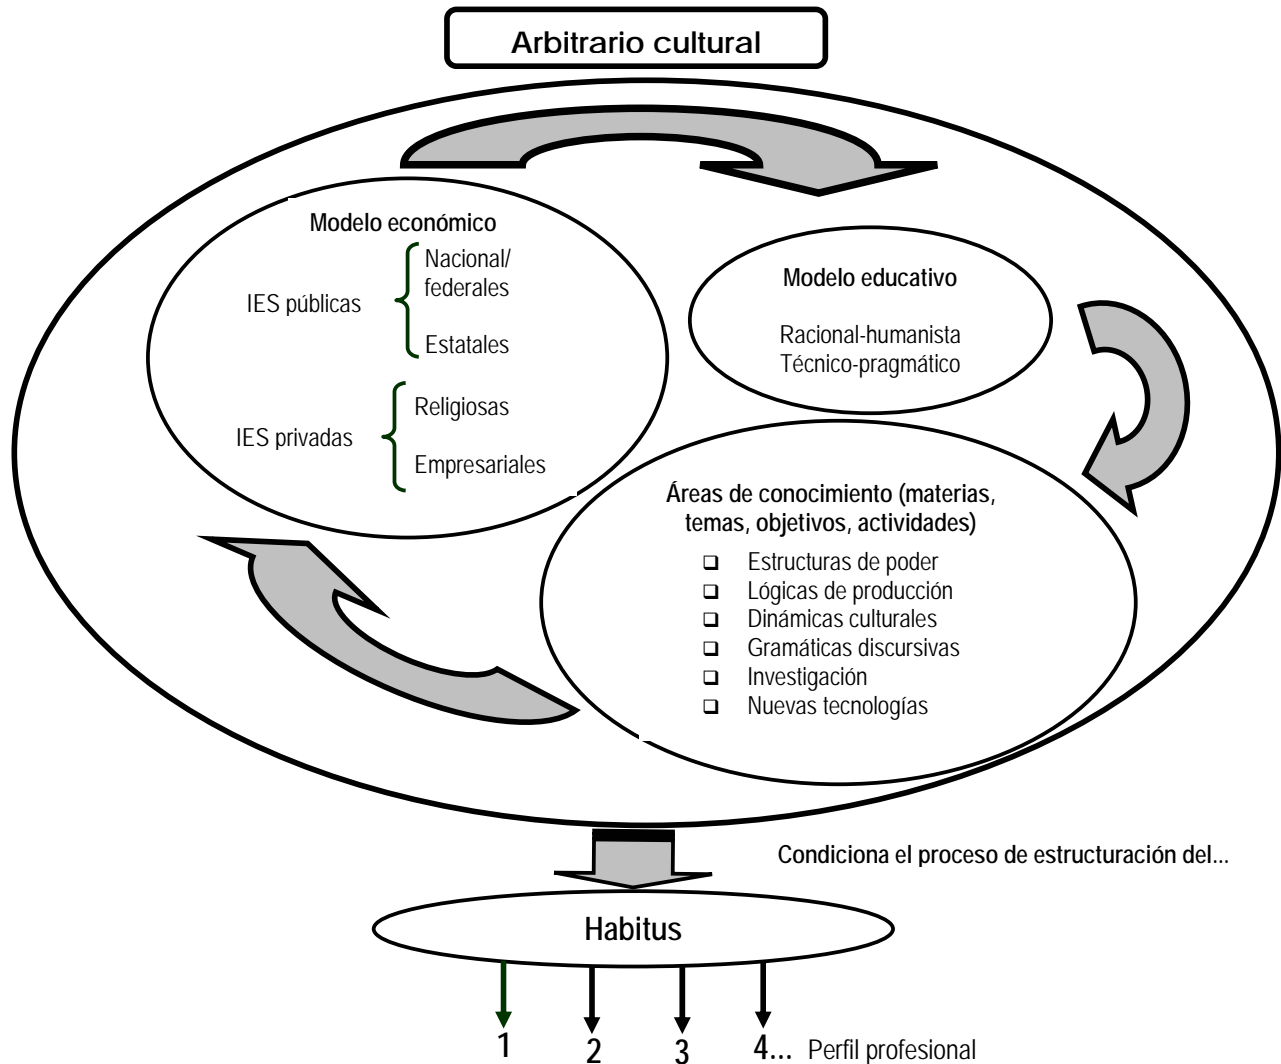 Arbitrario cultural
Modelo económico
IES públicas
Nacional/
federales
Estatales
IES privadas
Religiosas
Empresariales
Modelo educativo
Racional-humanista
Técnico-pragmático
Áreas de conocimiento (materias,
temas, objetivos, actividades)
❑ Estructuras de poder
❑ Lógicas de producción
❑ Dinámicas culturales
❑ Gramáticas discursivas
❑ Investigación
❑ Nuevas tecnologías
Condiciona el proceso de estructuración del...
Habitus
1 2 3 4... Perfil profesional